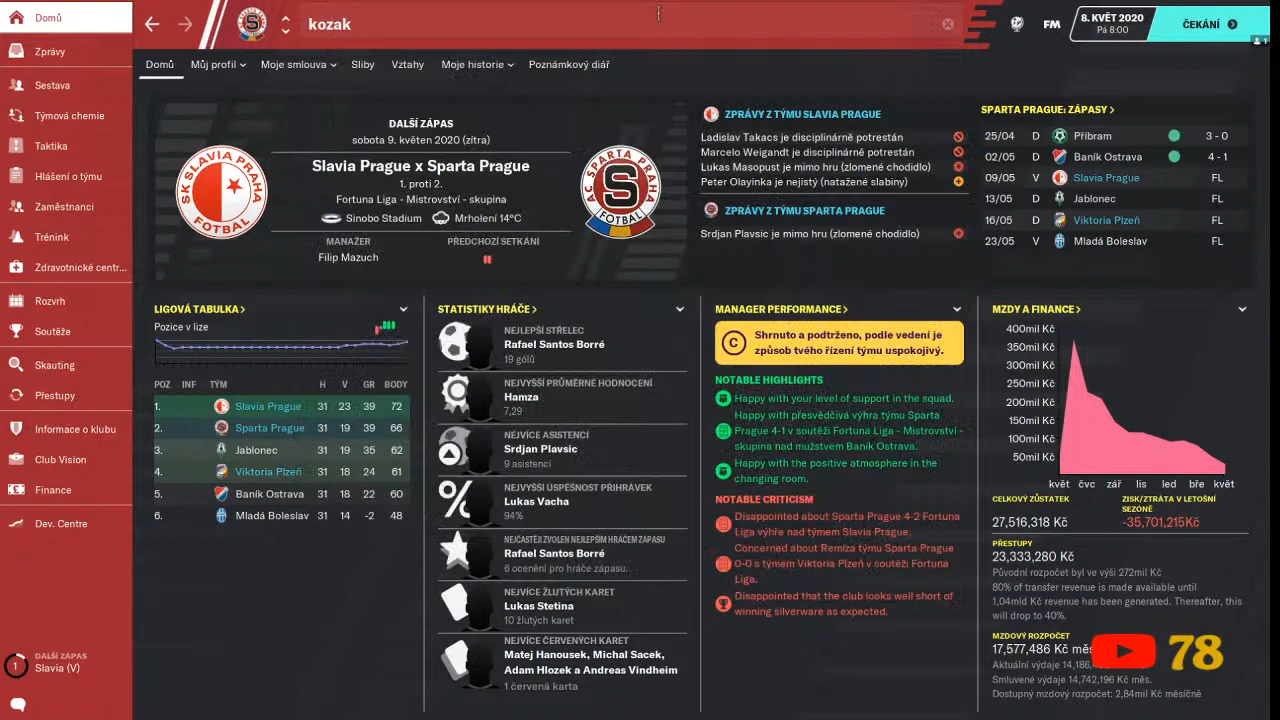 Domů
Zprávy
Sestava
Týmová chemie
Taktika
Hlášení o týmu
Zaměstnanci
Trénink
Zdravotnické centr...
Rozvrh
Soutěže
Skauting
Přestupy
Informace o klubu
Club Vision
Finance
Dev. Centre
1
DALŠÍ ZÁPAS
Slavia (V)
kozak
FM
8. KVĚT 2020
Pá 8:00
ČEKÁNÍ
1
Domů
Můj profil
Moje smlouva
Sliby
Vztahy
Moje historie
Poznámkový diář
SK SLAVIA PRAHA
FOTBAL
DALŠÍ ZÁPAS
sobota 9. květen 2020 (zítra)
Slavia Prague x Sparta Prague
1. proti 2.
Fortuna Liga - Mistrovství - skupina
Sinobo Stadium
Mrholení 14°C
MANAŽER
Filip Mazuch
PŘEDCHOZÍ SETKÁNÍ
AC SPARTA PRAHA
S
FOTBAL
ZPRÁVY Z TÝMU SLAVIA PRAGUE
Ladislav Takacs je disciplinárně potrestán
Marcelo Weigandt je disciplinárně potrestán
Lukas Masopust je mimo hru (zlomené chodidlo)
Peter Olayinka je nejistý (natažené slabiny)
ZPRÁVY Z TÝMU SPARTA PRAGUE
Srdjan Plavsic je mimo hru (zlomené chodidlo)
SPARTA PRAGUE: ZÁPASY
25/04 D Příbram 3 - 0
02/05 D Baník Ostrava 4 - 1
09/05 V Slavia Prague FL
13/05 D Jablonec FL
16/05 D Viktoria Plzeň FL
23/05 V Mladá Boleslav FL
LIGOVÁ TABULKA
Pozice v lize
POZ INF TÝM H V GR BODY
1. Slavia Prague 31 23 39 72
2. Sparta Prague 31 19 39 66
3. Jablonec 31 19 35 62
4. Viktoria Plzeň 31 18 24 61
5. Baník Ostrava 31 18 22 60
6. Mladá Boleslav 31 14 -2 48
STATISTIKY HRÁČE
NEJLEPŠÍ STŘELEC
Rafael Santos Borré
19 gólů
NEJVYŠŠÍ PRŮMĚRNÉ HODNOCENÍ
Hamza
7,29
NEJVÍCE ASISTENCÍ
Srdjan Plavsic
9 asistencí
NEJVYŠŠÍ ÚSPĚŠNOST PŘIHRÁVEK
Lukas Vacha
94%
NEJČASTĚJI ZVOLEN NEJLEPŠÍM HRÁČEM ZÁPASU
Rafael Santos Borré
6 ocenění pro hráče zápasu.
NEJVÍCE ŽLUTÝCH KARET
Lukas Stetina
10 žlutých karet
NEJVÍCE ČERVENÝCH KARET
Matej Hanousek, Michal Sacek,
Adam Hlozek a Andreas Vindheim
1 červená karta
MANAGER PERFORMANCE
C
Shrnuto a podtrženo, podle vedení je
způsob tvého řízení týmu uspokojivý.
NOTABLE HIGHLIGHTS
Happy with your level of support in the squad.
Happy with přesvědčivá výhra týmu Sparta
Prague 4-1 v soutěži Fortuna Liga - Mistrovství -
skupina nad mužstvem Baník Ostrava.
Happy with the positive atmosphere in the
changing room.
NOTABLE CRITICISM
Disappointed about Sparta Prague 4-2 Fortuna
Liga výhře nad týmem Slavia Prague.
Concerned about Remíza týmu Sparta Prague
0-0 s týmem Viktoria Plzeň v soutěži Fortuna
Liga.
Disappointed that the club looks well short of
winning silverware as expected.
MZDY A FINANCE
400mil Kč
350mil Kč
300mil Kč
250mil Kč
200mil Kč
150mil Kč
100mil Kč
50mil Kč
květ čvc zář lis led bře květ
CELKOVÝ ZŮSTATEK
27,516,318 Kč
ZISK/ZTRÁTA V LETOŠNÍ
SEZÓNĚ
-35,701,215Kč
PŘESTUPY
23,333,280 Kč
Původní rozpočet byl ve výši 272mil Kč
80% of transfer revenue is made available until
1,04mld Kč revenue has been generated. Thereafter, this
will drop to 40%.
MZDOVÝ ROZPOČET
17,577,486 Kč
Aktuální výdaje
Smluvené výdaje 14,742,196 Kč měs.
Dostupný mzdový rozpočet: 2,84mil Kč měsíčně
78